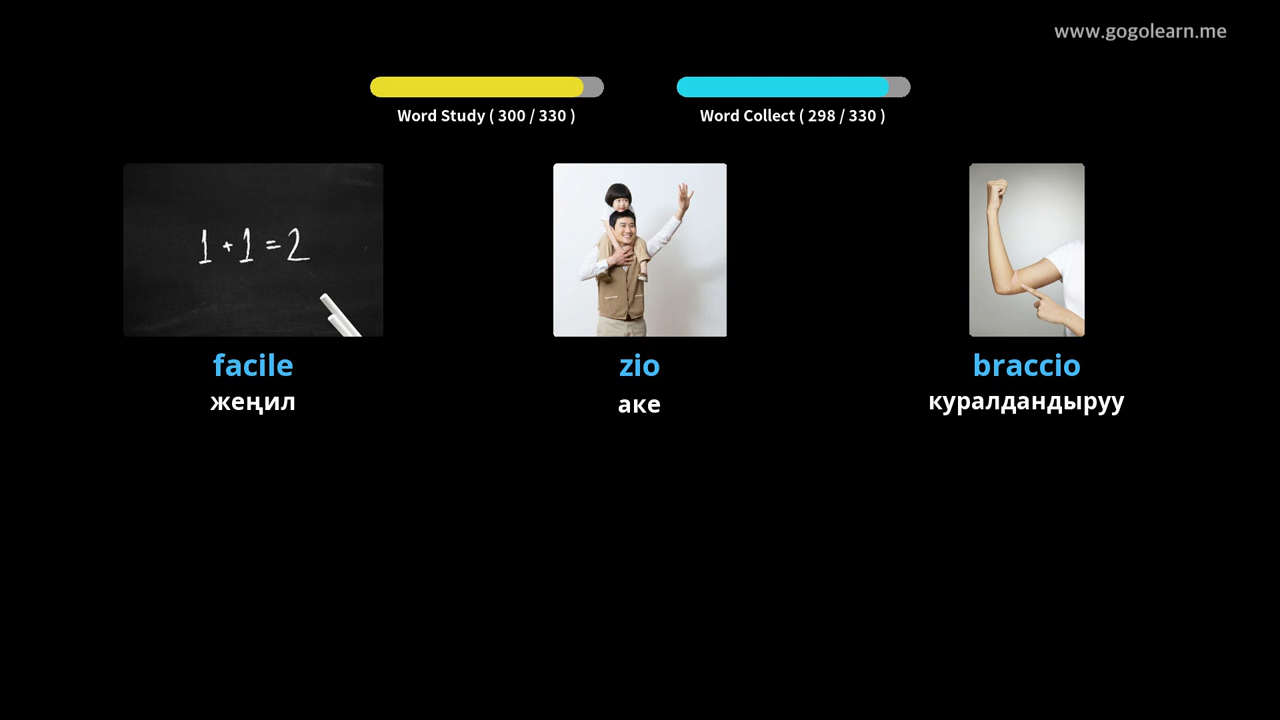 www.gogolearn.me
Word Study ( 300 / 330 )
Word Collect ( 298 / 330 )
1 + 1 = 2
facile
жеңил
zio
аке
braccio
куралдандыруу